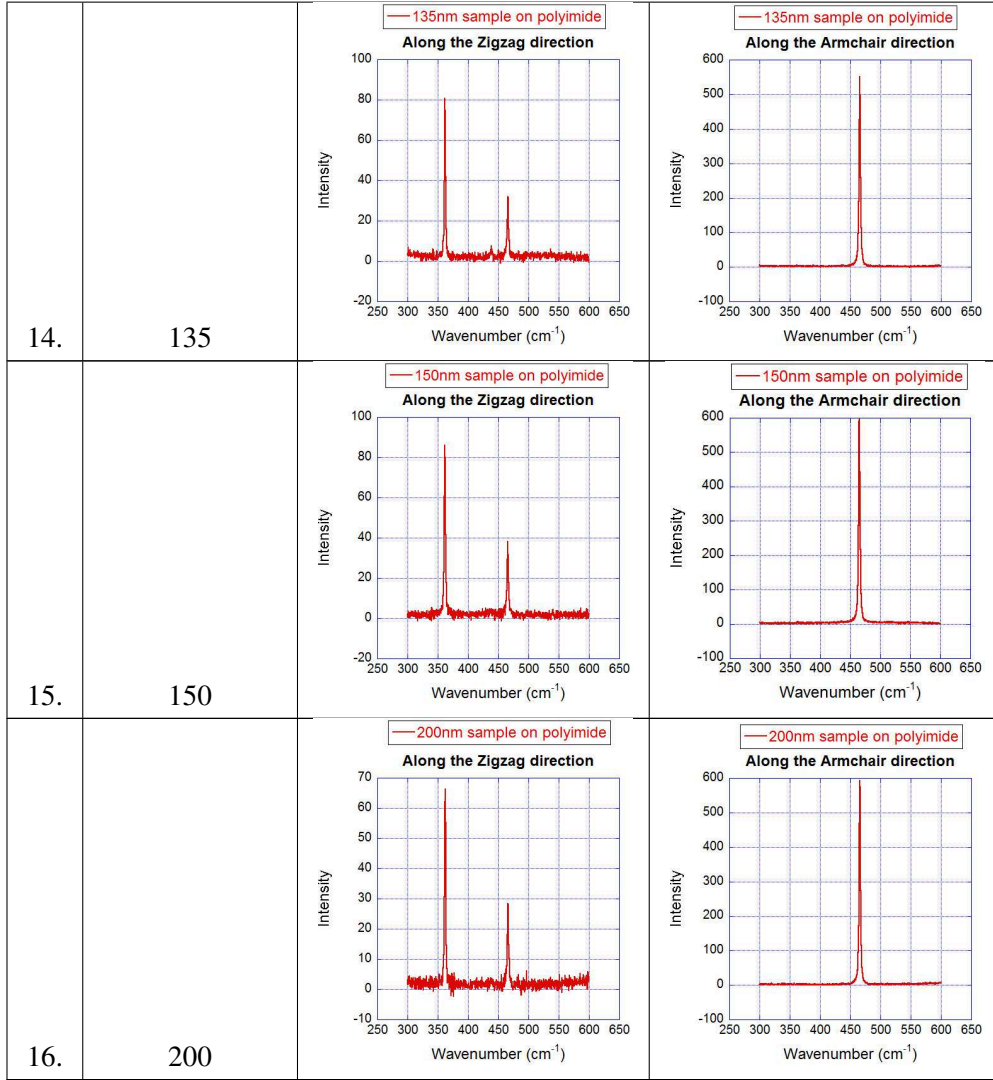 135nm sample on polyimide
Along the Zigzag direction
100
80
60
40
20
0
-20
Intensity
250 300 350 400 450 500 550 600 650
Wavenumber (cm-1)
135nm sample on polyimide
Along the Armchair direction
600
500
400
300
200
100
0
-100
Intensity
250 300 350 400 450 500 550 600 650
Wavenumber (cm-1)
14. 135
150nm sample on polyimide
Along the Zigzag direction
100
80
60
40
20
0
-20
Intensity
250 300 350 400 450 500 550 600 650
Wavenumber (cm-1)
150nm sample on polyimide
Along the Armchair direction
600
500
400
300
200
100
0
-100
Intensity
250 300 350 400 450 500 550 600 650
Wavenumber (cm-1)
15. 150
200nm sample on polyimide
Along the Zigzag direction
70
60
50
40
30
20
10
0
-10
Intensity
250 300 350 400 450 500 550 600 650
Wavenumber (cm-1)
200nm sample on polyimide
Along the Armchair direction
600
500
400
300
200
100
0
-100
Intensity
250 300 350 400 450 500 550 600 650
Wavenumber (cm-1)
16. 200